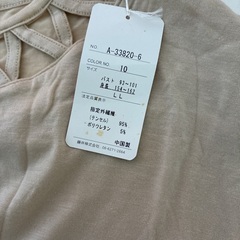 NO. A-33820-6
COLOR NO. 10
サイズ
バスト 93~101
身長 154~162
L L
指定外繊維
(テンセル) 95%
ポリウレタン 5%
中国製